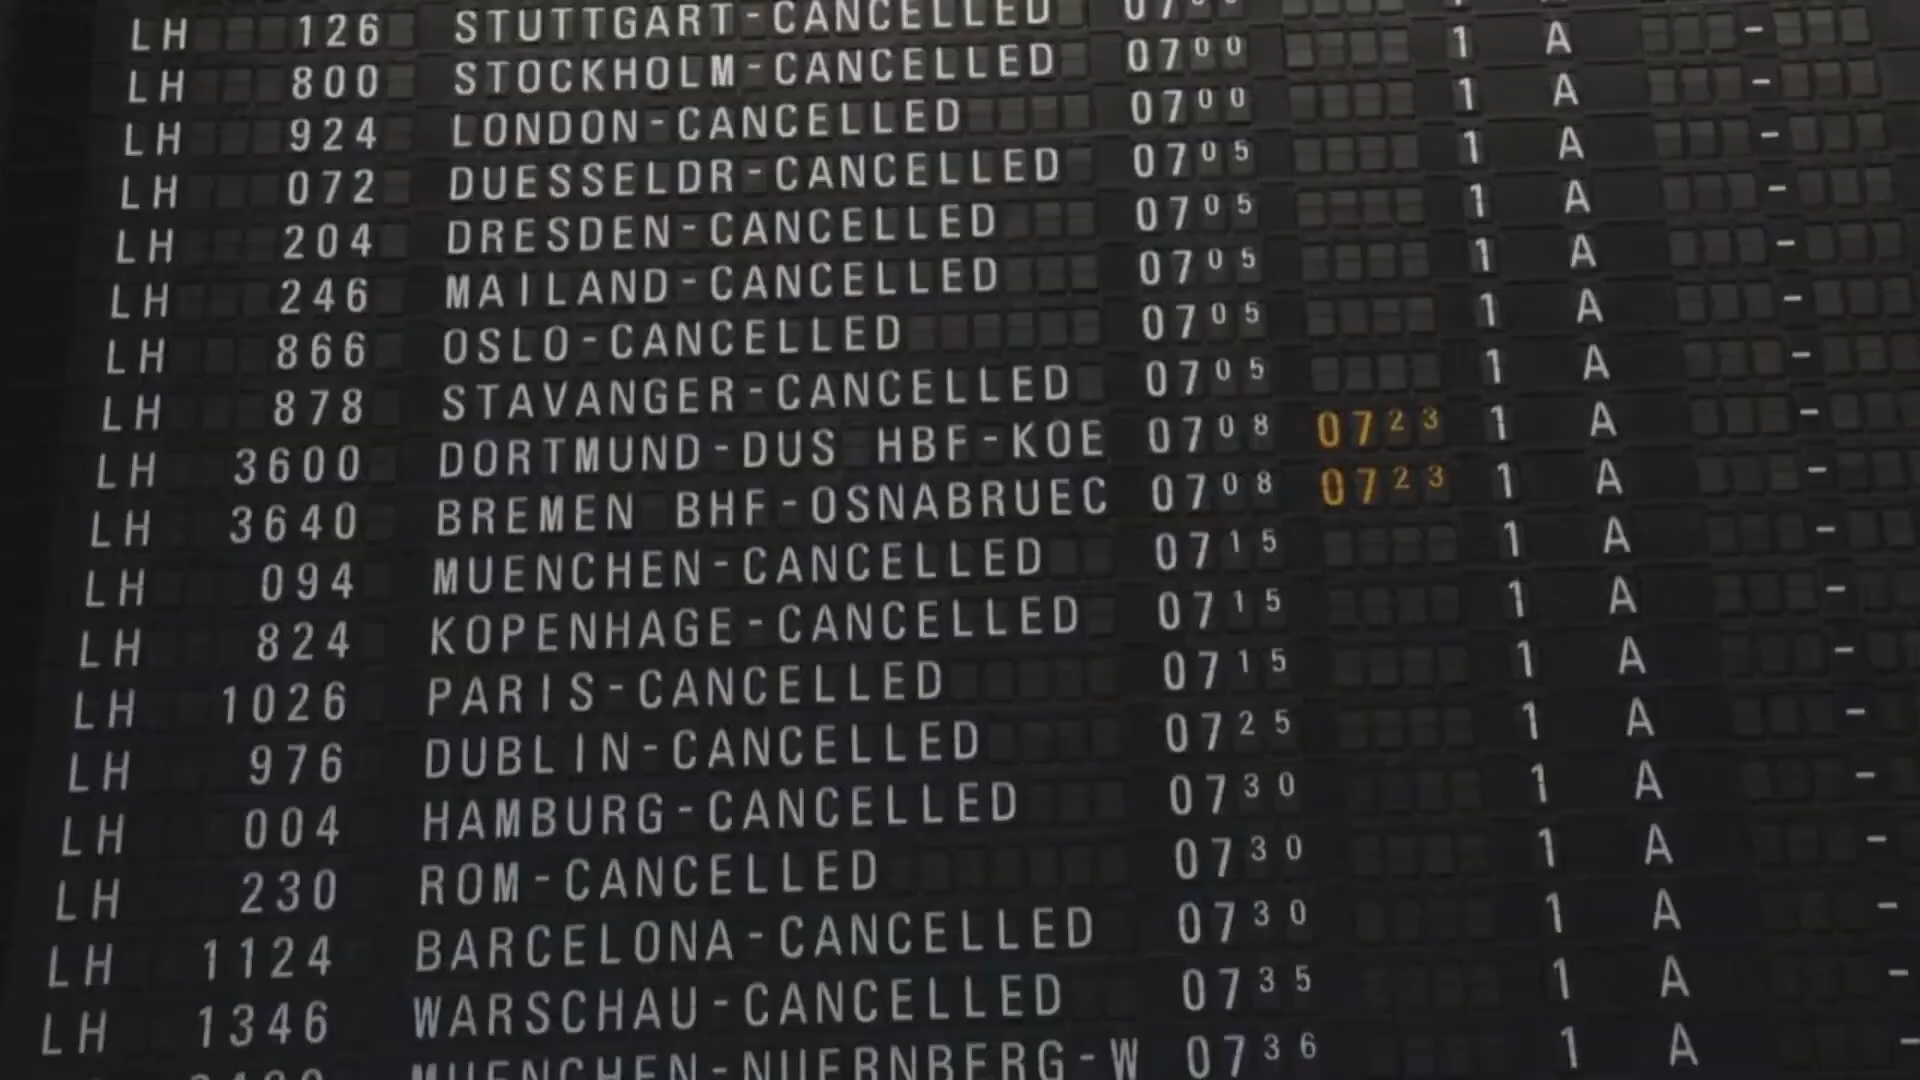 LH 126 STUTTGART-CANCELLED 07
LH 800 STOCKHOLM-CANCELLED 0700 1 A -
LH 924 LONDON-CANCELLED 0700 1 A -
LH 072 DUESSELDR-CANCELLED 0705 1 A -
LH 204 DRESDEN-CANCELLED 0705 1 A -
LH 246 MAILAND-CANCELLED 0705 1 A -
LH 866 OSLO-CANCELLED 0705 1 A -
LH 878 STAVANGER-CANCELLED 0705 1 A -
LH 3600 DORTMUND-DUS HBF-KOE 0708 0723 1 A -
LH 3640 BREMEN BHF-OSNABRUEC 0708 0723 1 A -
LH 094 MUENCHEN-CANCELLED 0715 1 A -
LH 824 KOPENHAGE-CANCELLED 0715 1 A -
LH 1026 PARIS-CANCELLED 0715 1 A -
LH 976 DUBLIN-CANCELLED 0725 1 A -
LH 004 HAMBURG-CANCELLED 0730 1 A -
LH 230 ROM-CANCELLED 0730 1 A -
LH 1124 BARCELONA-CANCELLED 0730 1 A -
LH 1346 WARSCHAU-CANCELLED 0735 1 A -
MUENCHEN-NUERNBERG-W 0736 1 A -